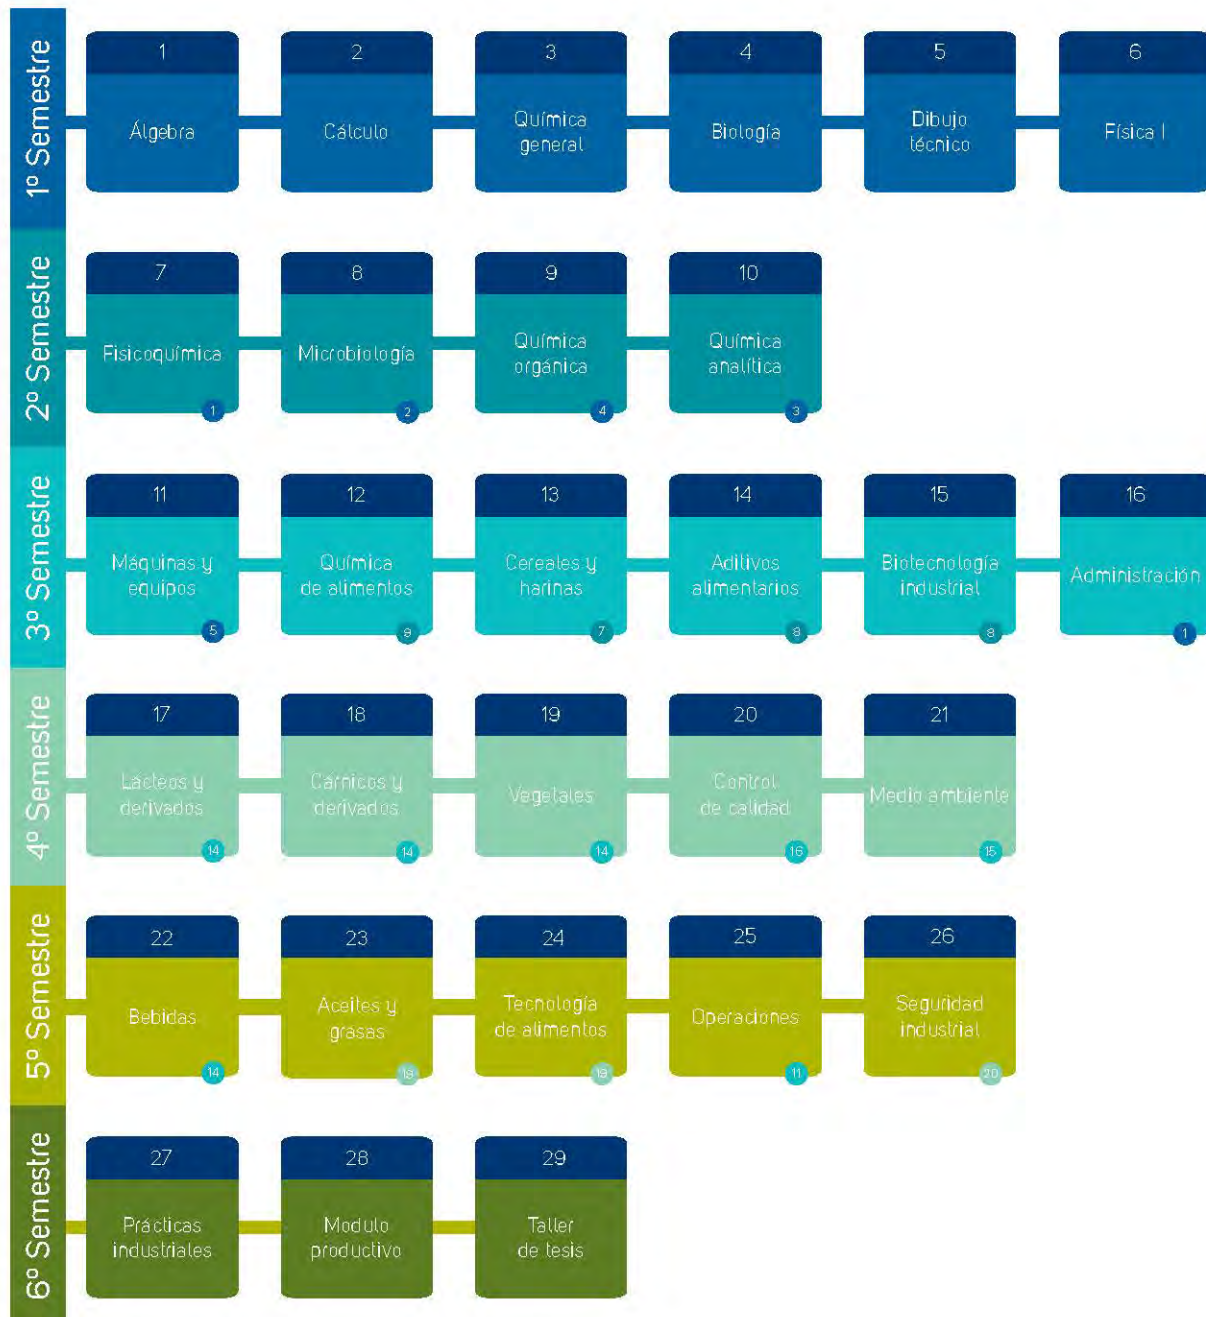 1º Semestre
1
2
3
4
5
6
Álgebra
Cálculo
Química
general
Biología
Dibujo
técnico
Física I
2º Semestre
7
8
9
10
Fisicoquímica
Microbiología
Química
orgánica
Química
analítica
1
2
4
3
3º Semestre
11
12
13
14
15
16
Máquinas y
equipos
Química
de alimentos
Cereales y
harinas
Aditivos
alimentarios
Biotecnología
industrial
Administración
5
9
7
8
8
1
4º Semestre
17
18
19
20
21
Lácteos y
derivados
Cárnicos y
derivados
Vegetales
Control
de calidad
Medio ambiente
14
14
14
16
15
5º Semestre
22
23
24
25
26
Bebidas
Aceites y
grasas
Tecnología
de alimentos
Operaciones
Seguridad
industrial
14
19
11
20
6º Semestre
27
28
29
Prácticas
industriales
Modulo
productivo
Taller
de tesis